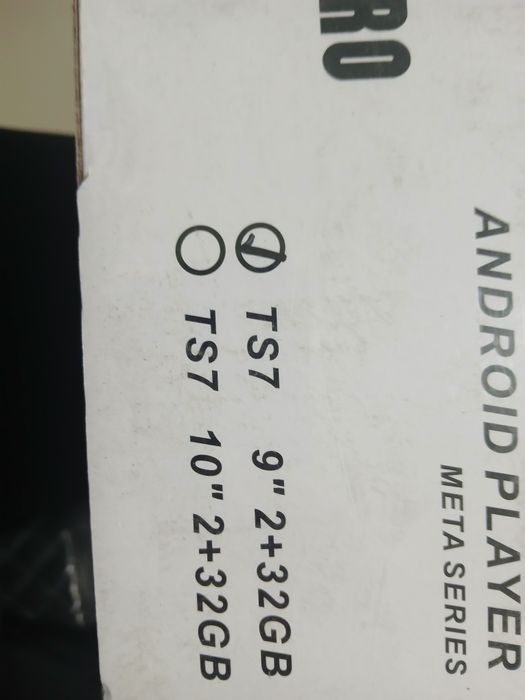 RO
ANDROID PLAYER
META SERIES
TS7 9" 2+32GB
TS7 10" 2+32GB